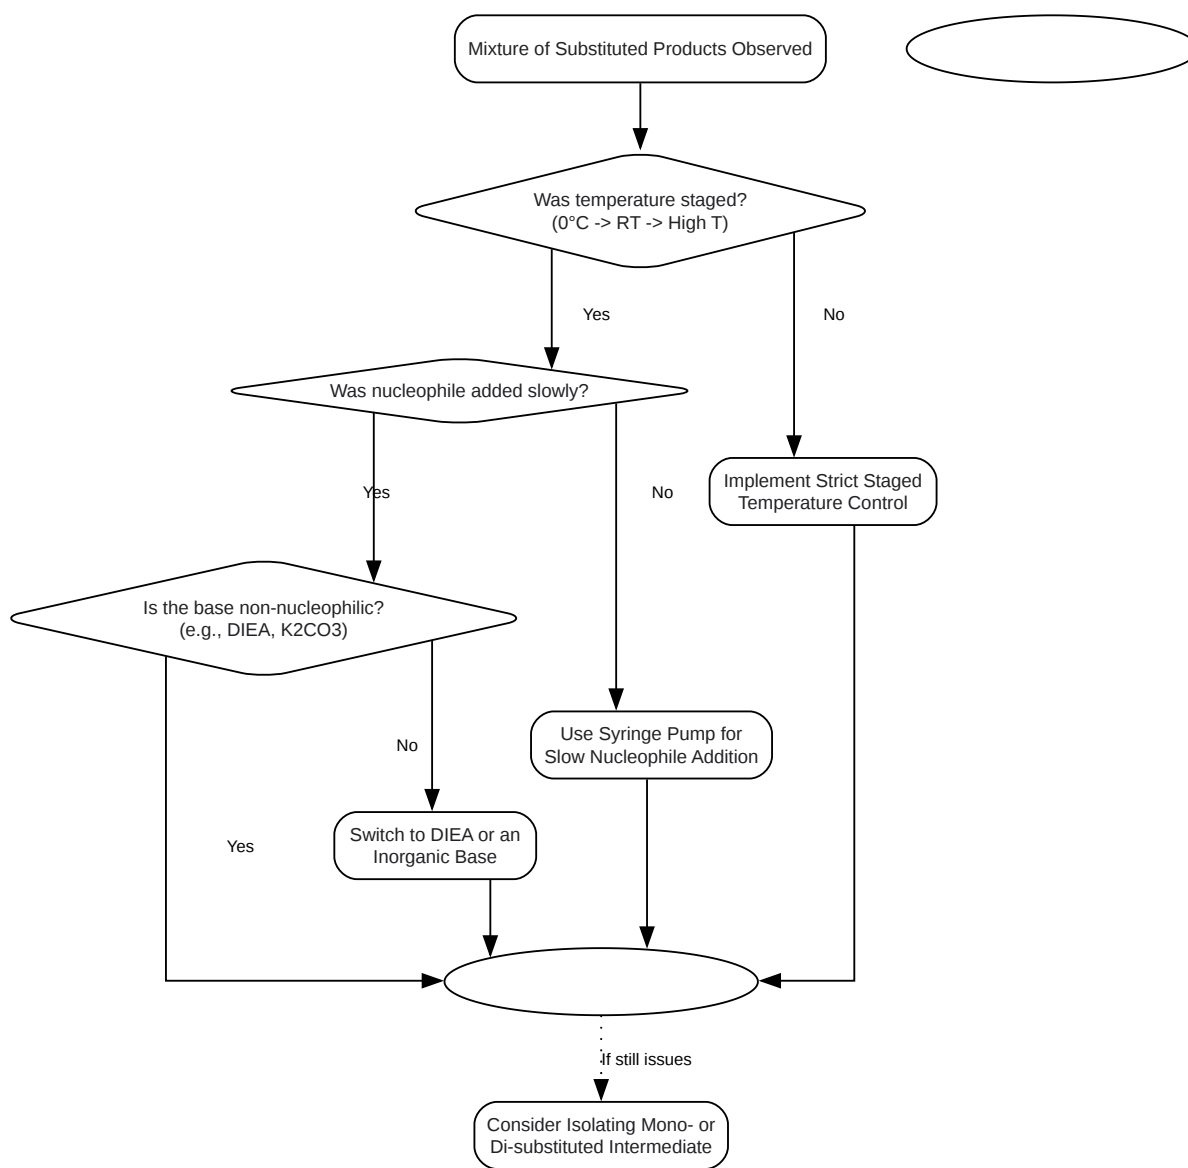 Mixture of Substituted Products Observed
Was temperature staged?
(0°C -> RT -> High T)
Yes
No
Was nucleophile added slowly?
Yes
No
Implement Strict Staged
Temperature Control
Is the base non-nucleophilic?
(e.g., DIEA, K2CO3)
No
Use Syringe Pump for
Slow Nucleophile Addition
Yes
Switch to DIEA or an
Inorganic Base
If still issues
Consider Isolating Mono- or
Di-substituted Intermediate